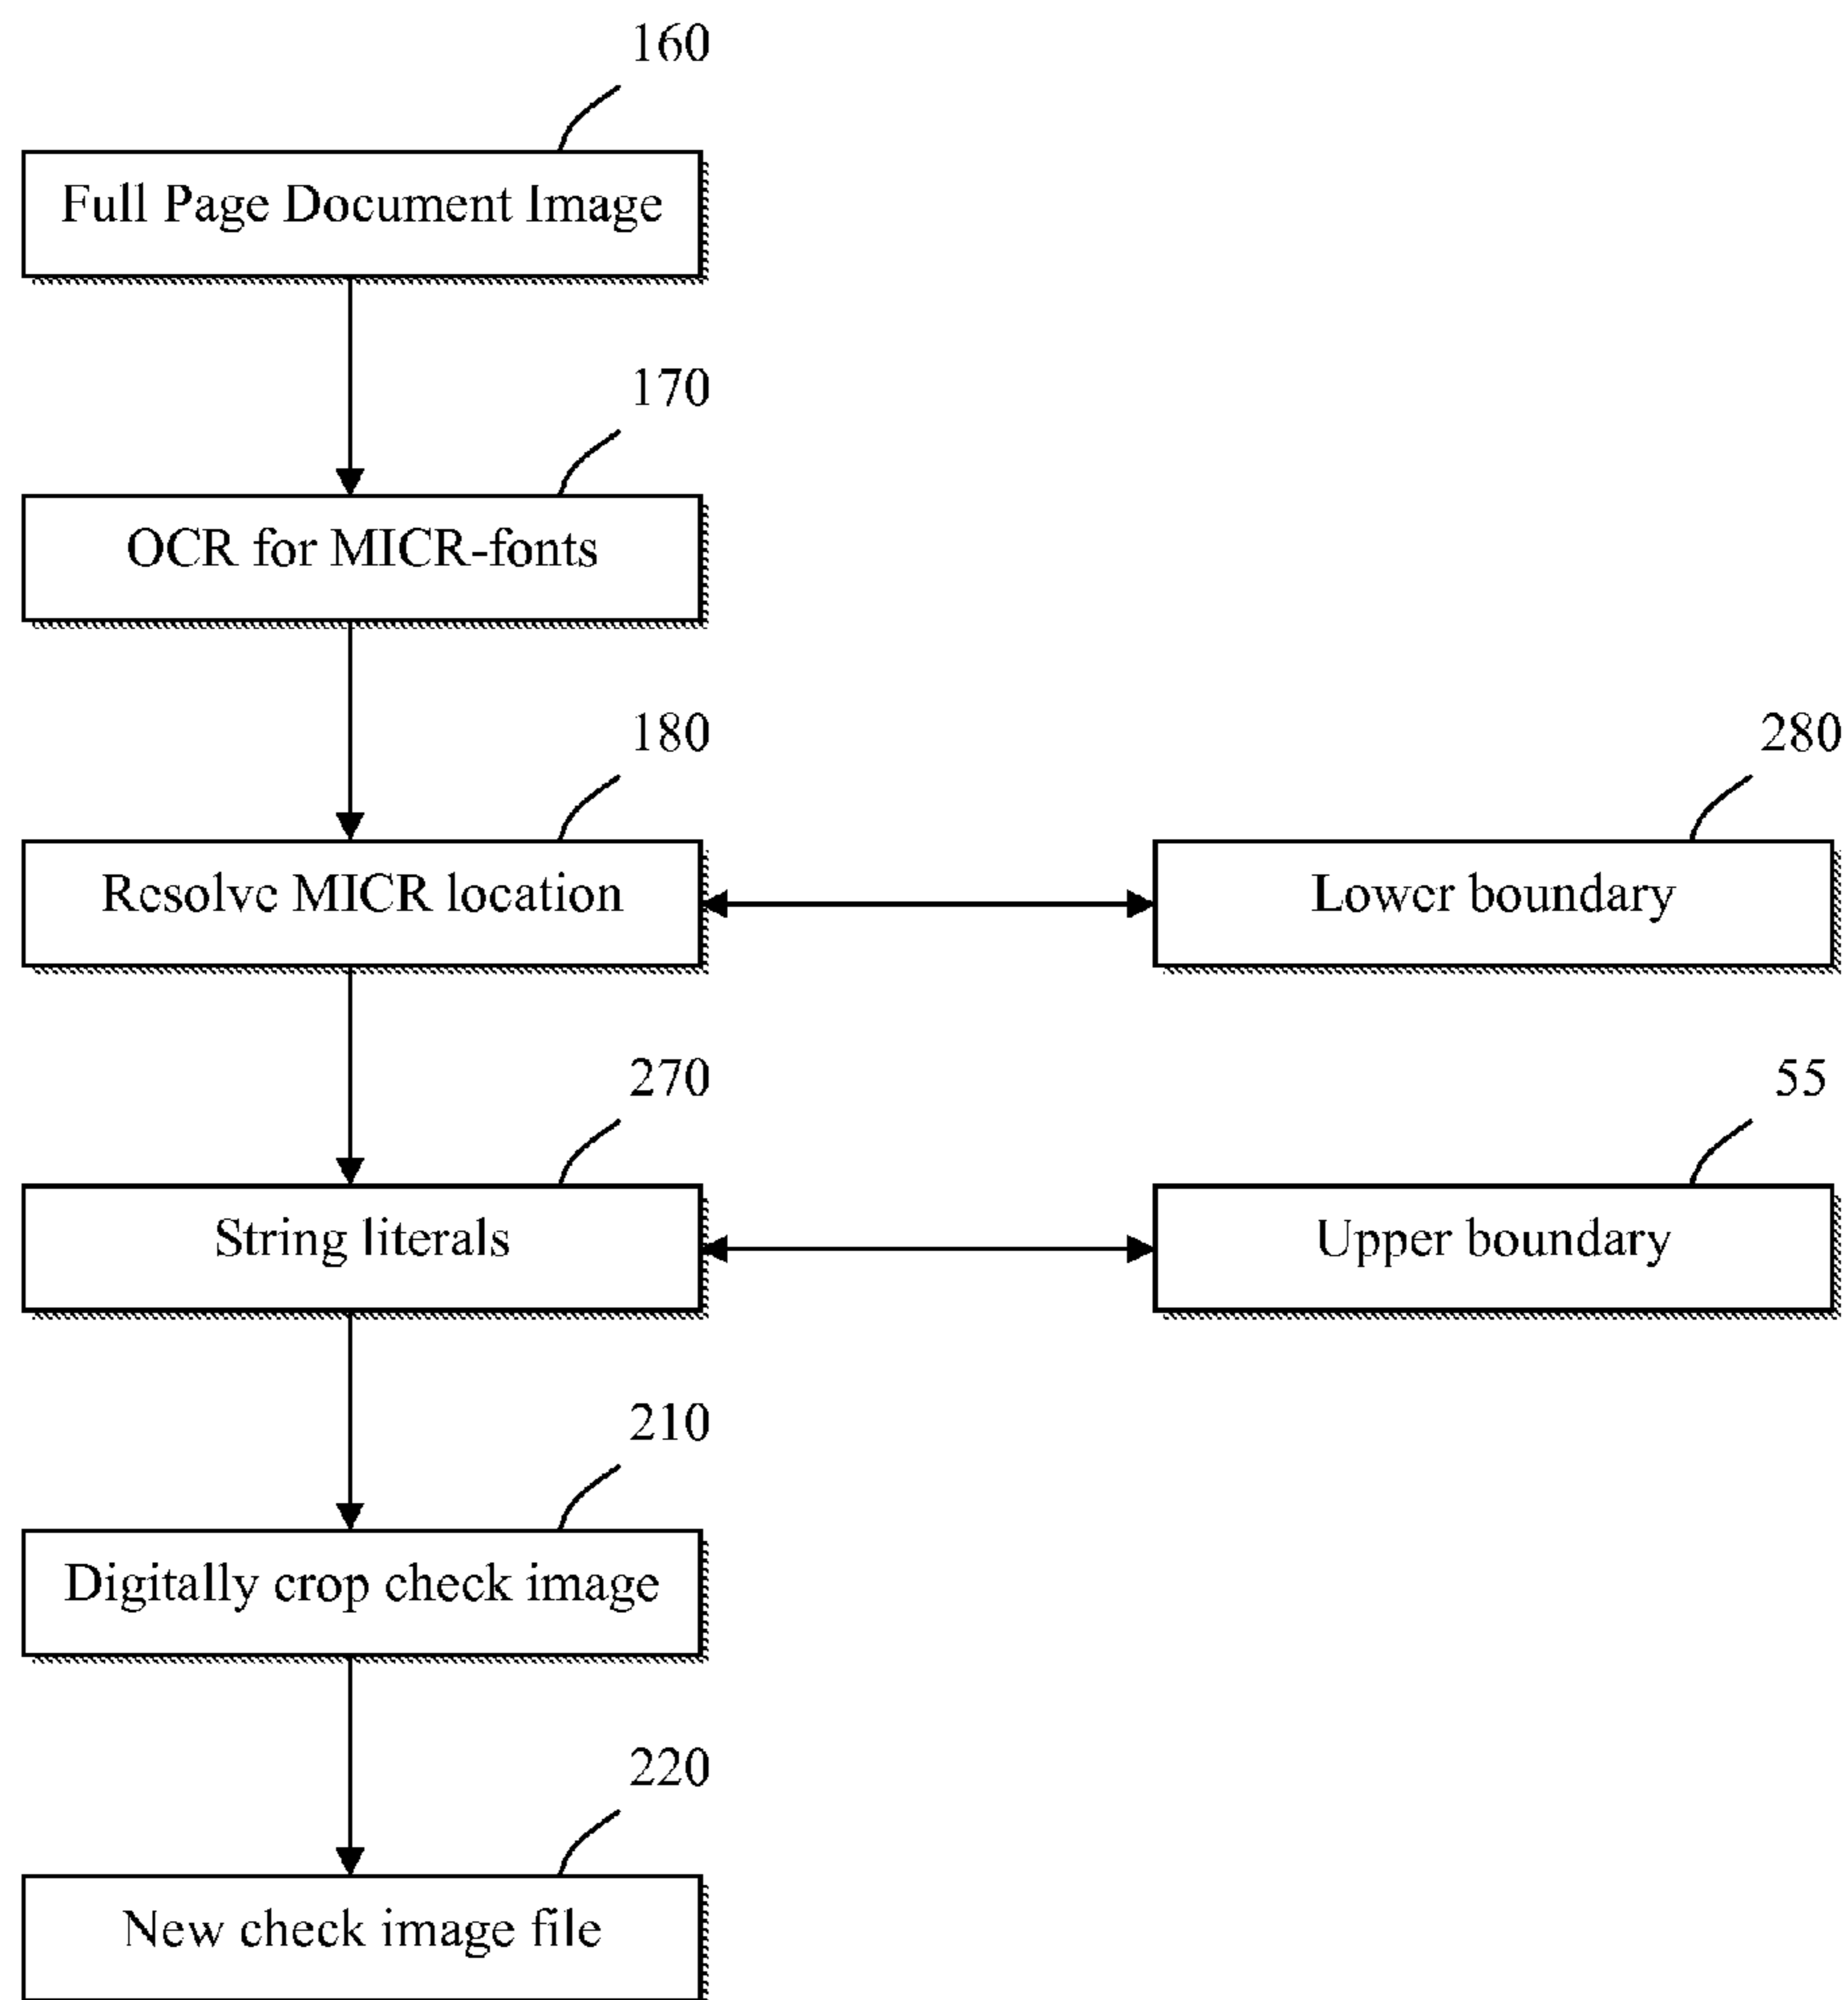 160
Full Page Document Image
170
OCR for MICR-fonts
180
280
Resolve MICR location
Lower boundary
270
55
String literals
Upper boundary
210
Digitally crop check image
220
New check image file